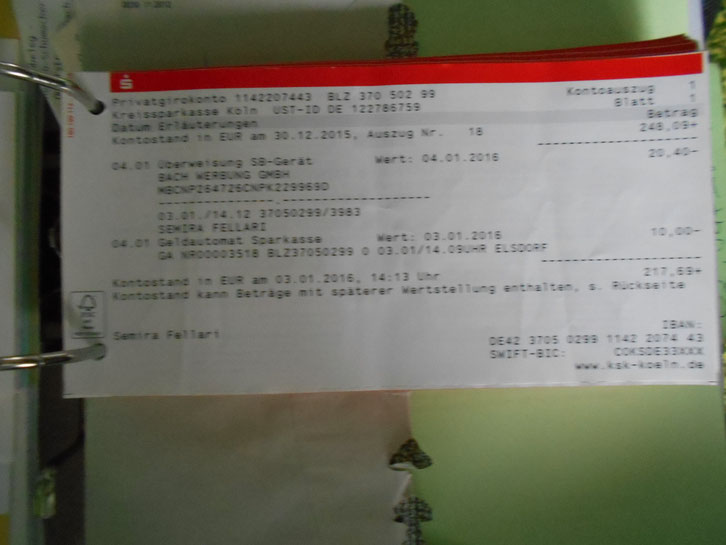 Privatgirokonto 1142207443 BLZ 370 502 99 Kontoauszug 1
Kreissparkasse Köln UST-ID DE 122786759 Blatt 1
Datum Erläuterungen Betrag
Kontostand in EUR am 30.12.2015, Auszug Nr. 18 248,09+
04.01 Überweisung SB-Gerät Wert: 04.01.2016 20,40-
BACH WERBUNG GMBH
MBCNP264726CNPK229969D
03.01./14.12 37050299/3983
SEMIRA FELLARI
04.01 Geldautomat Sparkasse Wert: 03.01.2016 10,00-
GA NR00003518 BLZ37050299 0 03.01/14.09UHR ELSDORF
Kontostand in EUR am 03.01.2016, 14:13 Uhr 217,69+
Kontostand kann Beträge mit späterer Wertstellung enthalten, s. Rückseite
IBAN:
Semira Fellari DE42 3705 0299 1142 2074 43
SWIFT-BIC: COKSDE33XXX
www.ksk-koeln.de